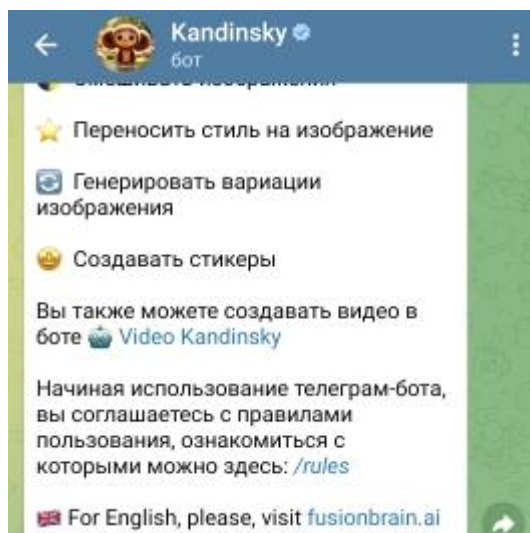 Kandinsky
бот
Переносить стиль на изображение
Генерировать вариации
изображения
Создавать стикеры
Вы также можете создавать видео в
боте Video Kandinsky
Начиная использование телеграм-бота,
вы соглашаетесь с правилами
пользования, ознакомиться с
которыми можно здесь: /rules
For English, please, visit fusionbrain.ai